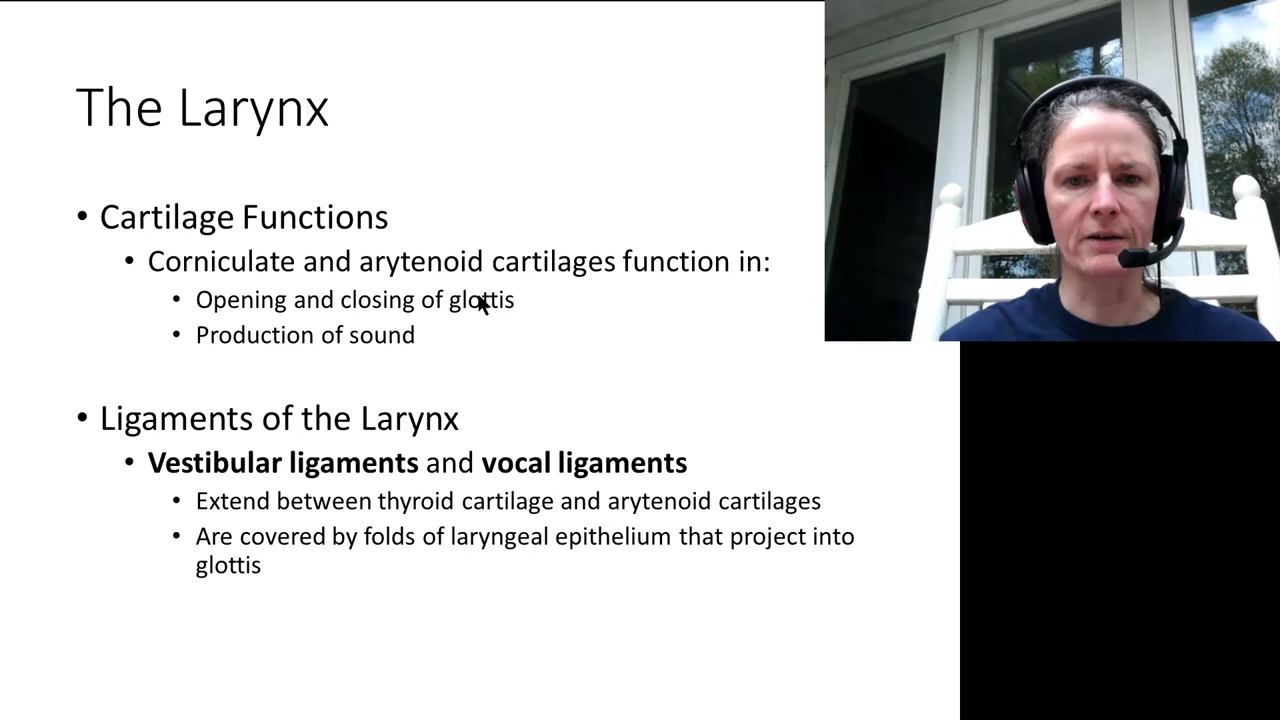 The Larynx
• Cartilage Functions
• Corniculate and arytenoid cartilages function in:
• Opening and closing of glottis
• Production of sound
• Ligaments of the Larynx
• Vestibular ligaments and vocal ligaments
• Extend between thyroid cartilage and arytenoid cartilages
• Are covered by folds of laryngeal epithelium that project into
glottis